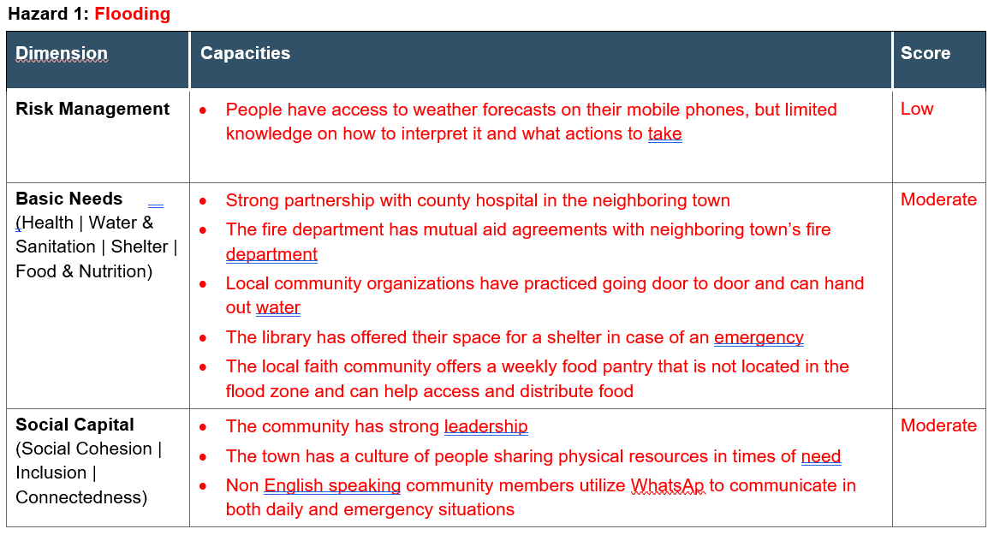 Hazard 1: Flooding
Dimension
Capacities
Score
Risk Management
• People have access to weather forecasts on their mobile phones, but limited
knowledge on how to interpret it and what actions to take
Low
Basic Needs
(Health | Water &
Sanitation | Shelter |
Food & Nutrition)
• Strong partnership with county hospital in the neighboring town
• The fire department has mutual aid agreements with neighboring town's fire
department
• Local community organizations have practiced going door to door and can hand
out water
• The library has offered their space for a shelter in case of an emergency
• The local faith community offers a weekly food pantry that is not located in the
flood zone and can help access and distribute food
Moderate
Social Capital
(Social Cohesion |
Inclusion |
Connectedness)
• The community has strong leadership
• The town has a culture of people sharing physical resources in times of need
• Non English speaking community members utilize WhatsAp to communicate in
both daily and emergency situations
Moderate